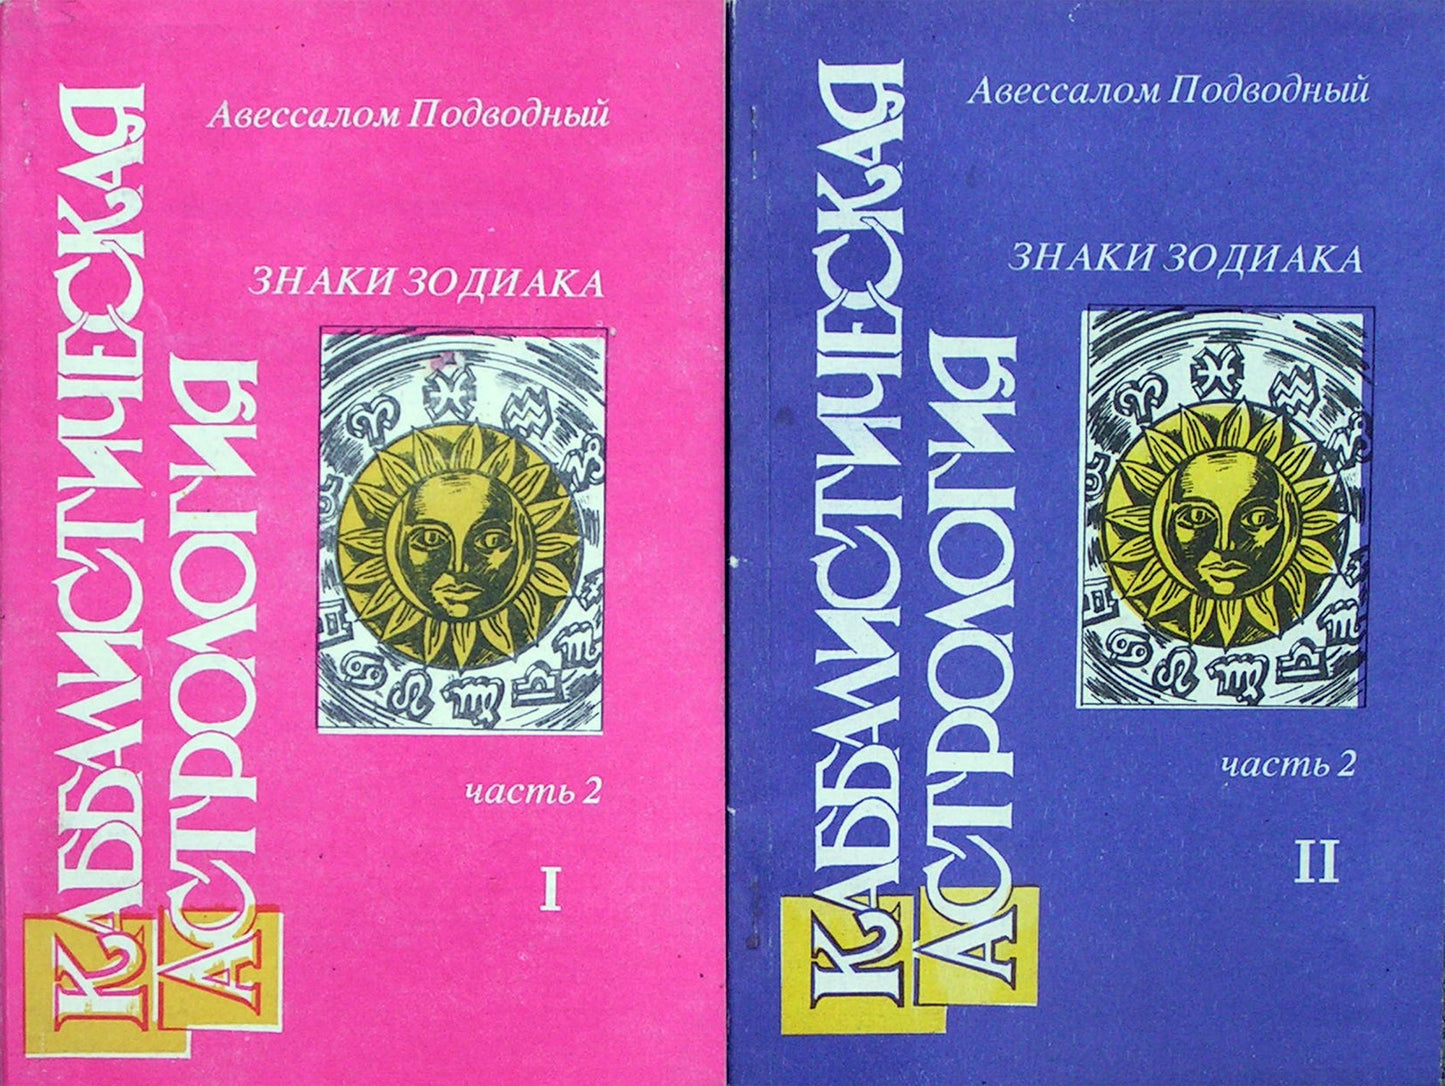 Каббалистическая
Астрология
Авессалом Подводный
ЗНАКИ ЗОДИАКА
часть 2
I
Каббалистическая
Астрология
Авессалом Подводный
ЗНАКИ ЗОДИАКА
часть 2
II